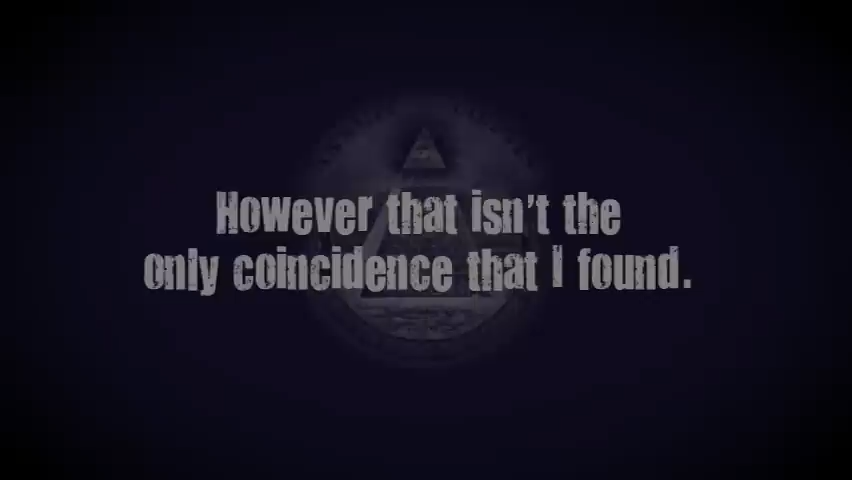 However that isn't the
only coincidence that I found.